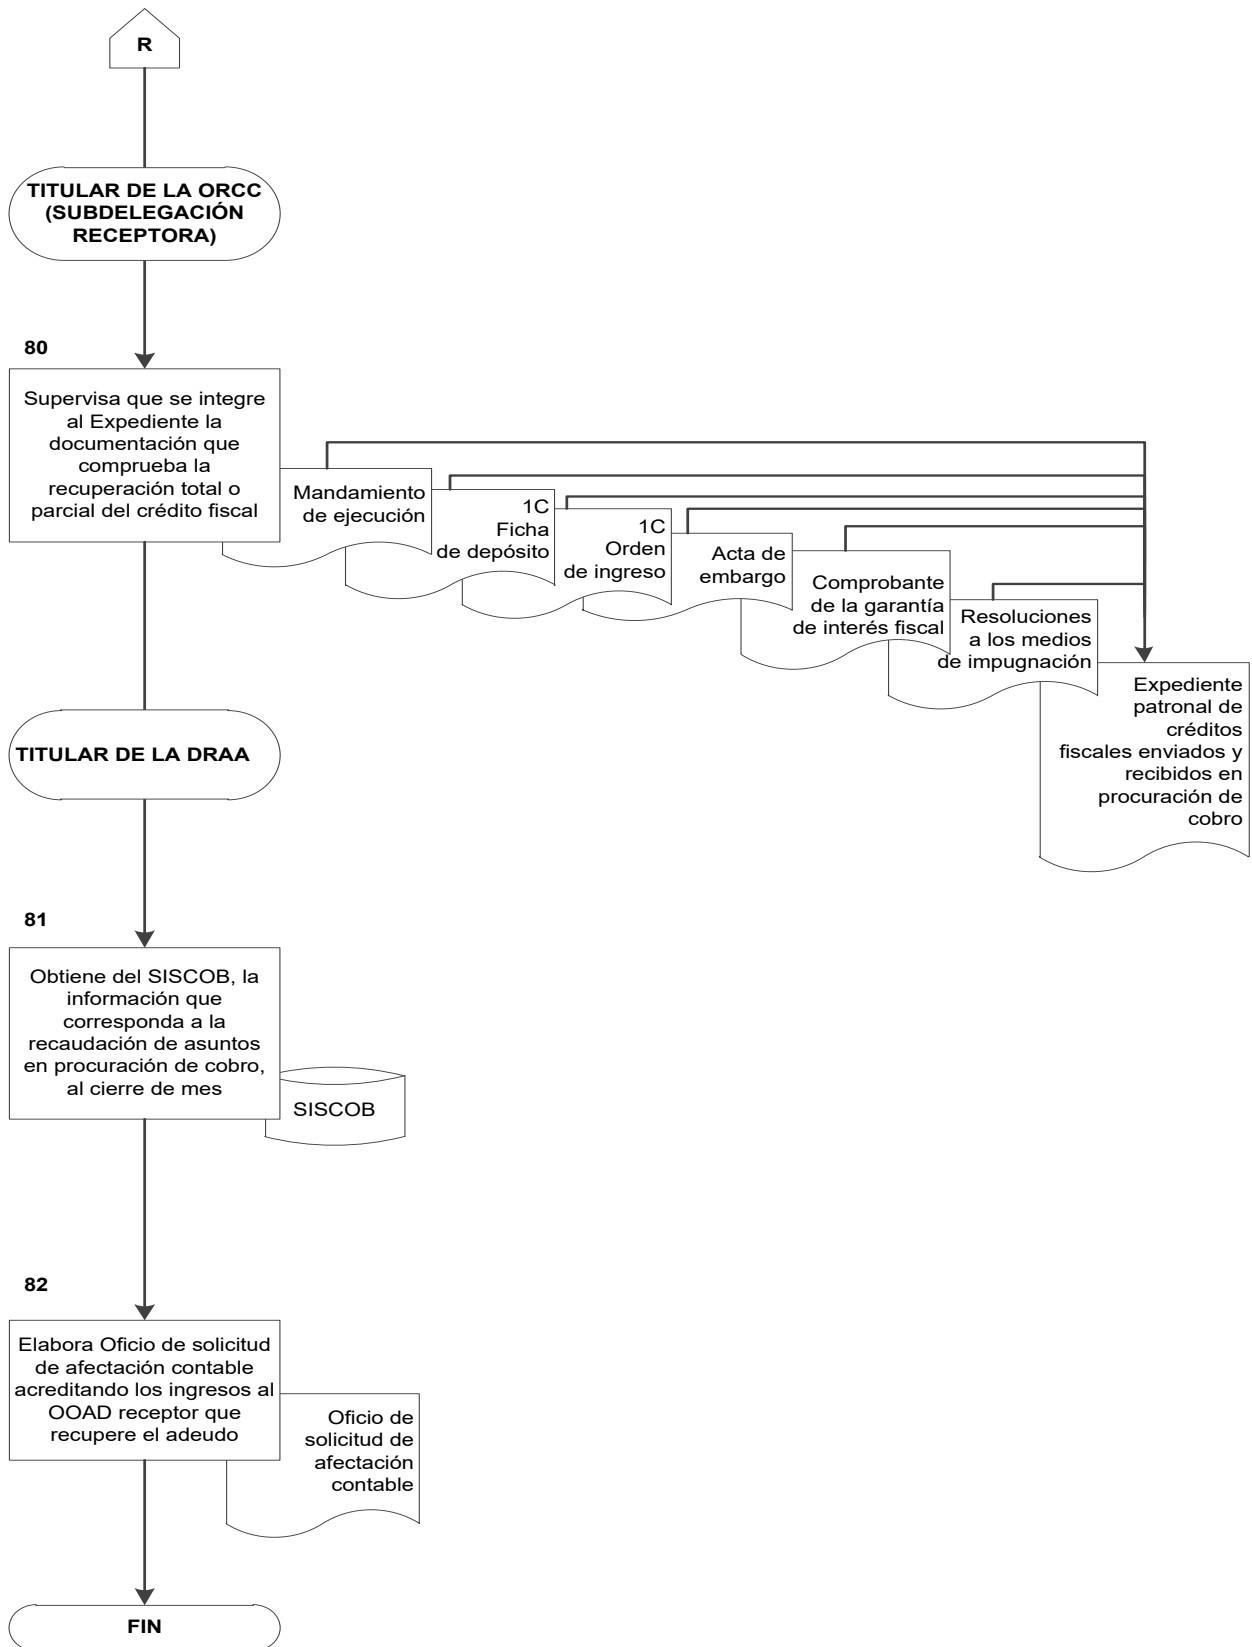 R
TITULAR DE LA ORCC
(SUBDELEGACIÓN
RECEPTORA)
80
Supervisa que se integre
al Expediente la
documentación que
comprueba la
recuperación total o
parcial del crédito fiscal
Mandamiento
de ejecución
1C
Ficha
de depósito
1C
Orden
de ingreso
Acta de
embargo
Comprobante
de la garantía
de interés fiscal
Resoluciones
a los medios
de impugnación
Expediente
patronal de
créditos
fiscales enviados y
recibidos en
procuración de
cobro
TITULAR DE LA DRAA
81
Obtiene del SISCOB, la
información que
corresponda a la
recaudación de asuntos
en procuración de cobro,
al cierre de mes
SISCOB
82
Elabora Oficio de solicitud
de afectación contable
acreditando los ingresos al
OOAD receptor que
recupere el adeudo
Oficio de
solicitud de
afectación
contable
FIN